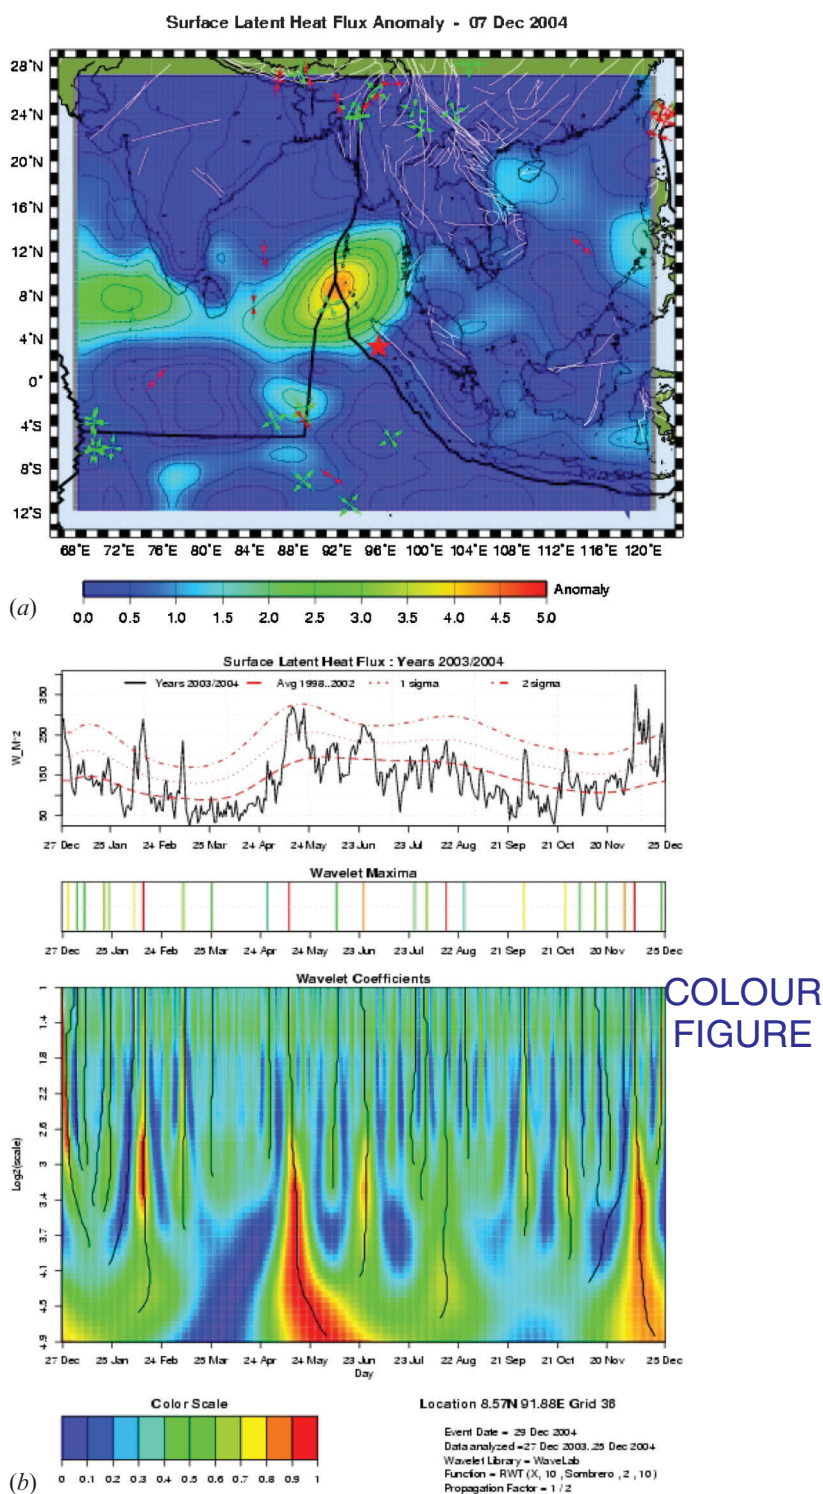 Surface Latent Heat Flux Anomaly - 07 Dec 2004
28˚N
24˚N
20˚N
16˚N
12˚N
8˚N
4˚N
0˚
4˚S
8˚S
12˚S
68˚E 72˚E 76˚E 80˚E 84˚E 88˚E 92˚E 96˚E 100˚E 104˚E 108˚E 112˚E 116˚E 120˚E
Anomaly
(a)
0.0 0.5 1.0 1.5 2.0 2.5 3.0 3.5 4.0 4.5 5.0
Surface Latent Heat Flux : Years 2003/2004
Years 2003/2004 Avg 1998..2002 1 sigma 2 sigma
W_M^2
350
250
150
50
27 Dec 25 Jan 24 Feb 25 Mar 24 Apr 24 May 23 Jun 23 Jul 22 Aug 21 Sep 21 Oct 20 Nov 25 Dec
Wavelet Maxima
27 Dec 25 Jan 24 Feb 25 Mar 24 Apr 24 May 23 Jun 23 Jul 22 Aug 21 Sep 21 Oct 20 Nov 25 Dec
Wavelet Coefficients
COLOUR
FIGURE
Log2(scale)
1
1.4
1.8
2.2
2.6
3
3.4
3.7
4.1
4.5
4.9
27 Dec 25 Jan 24 Feb 25 Mar 24 Apr 24 May 23 Jun 23 Jul 22 Aug 21 Sep 21 Oct 20 Nov 25 Dec
Day
Color Scale
0 0.1 0.2 0.3 0.4 0.5 0.6 0.7 0.8 0.9 1
(b)
Location 8.57N 91.88E Grid 36
Event Date = 29 Dec 2004
Data analyzed =27 Dec 2003..25 Dec 2004
Wavelet Library = WaveLab
Function = RWT (X, 10 , Sombrero , 2 , 10 )
Propagation Factor = 1 / 2